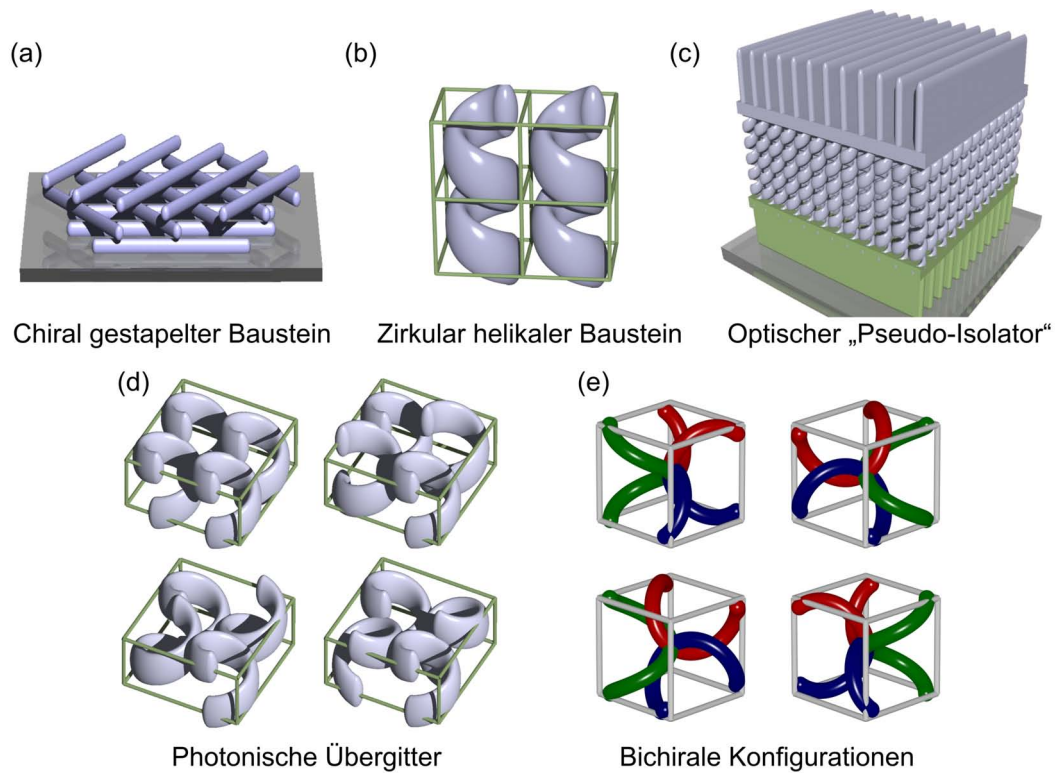 (a)
(b)
(c)
Chiral gestapelter Baustein
Zirkular helikaler Baustein
Optischer „Pseudo-Isolator“
(d)
(e)
Photonische Übergitter
Bichirale Konfigurationen